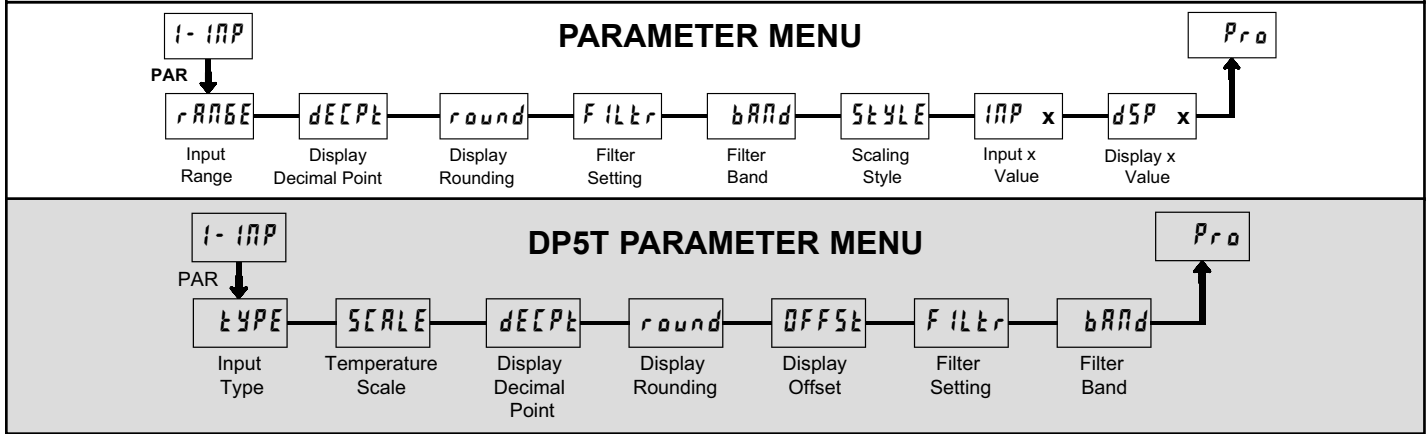 1-INP
PARAMETER MENU
Pro
PAR
rANGE dECPt round FILtr bANd StYLE INP x dSP x
Input Display Display Filter Filter Scaling Input x Display x
Range Decimal Point Rounding Setting Band Style Value Value
1-INP
DP5T PARAMETER MENU
Pro
PAR
tYPE SCALE dECPt round OFFSt FILtr bANd
Input Temperature Display Display Display Filter Filter
Type Scale Decimal Rounding Offset Setting Band
Point